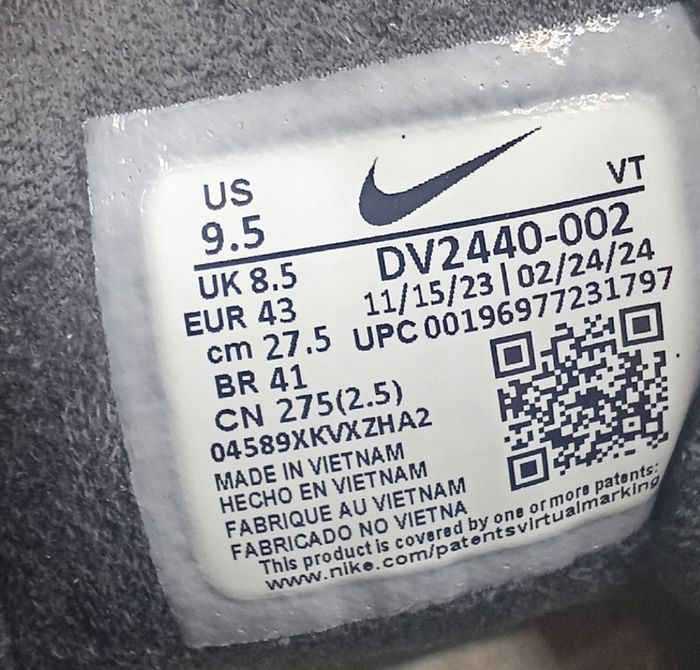 US
9.5
VT
UK 8.5
DV2440-002
EUR 43
11/15/23 | 02/24/24
cm 27.5
UPC 00196977231797
BR 41
CN 275(2.5)
04589XKVXZHA2
MADE IN VIETNAM
HECHO EN VIETNAM
FABRIQUE AU VIETNAM
FABRICADO NO VIETNA
This product is covered by one or more patents:
www.nike.com/patentsvirtualmarking